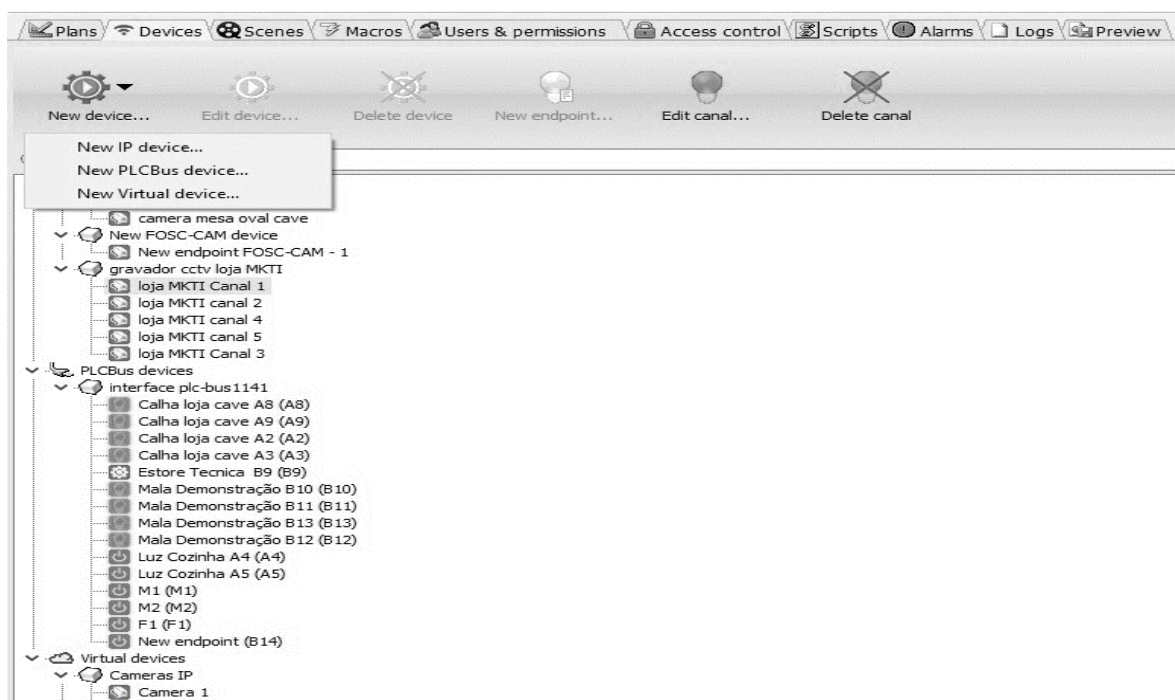 Plans Devices Scenes Macros Users & permissions Access control Scripts Alarms Logs Preview
New device... Edit device... Delete device New endpoint... Edit canal... Delete canal
New IP device...
New PLCBus device...
New Virtual device...
camera mesa oval cave
New FOSC-CAM device
New endpoint FOSC-CAM - 1
gravador cctv loja MKTI
loja MKTI Canal 1
loja MKTI canal 2
loja MKTI canal 4
loja MKTI canal 5
loja MKTI Canal 3
PLCBus devices
interface plc-bus1141
Calha loja cave A8 (A8)
Calha loja cave A9 (A9)
Calha loja cave A2 (A2)
Calha loja cave A3 (A3)
Estore Tecnica B9 (B9)
Mala Demonstração B10 (B10)
Mala Demonstração B11 (B11)
Mala Demonstração B13 (B13)
Mala Demonstração B12 (B12)
Luz Cozinha A4 (A4)
Luz Cozinha A5 (A5)
M1 (M1)
M2 (M2)
F1 (F1)
New endpoint (B14)
Virtual devices
Cameras IP
Camera 1